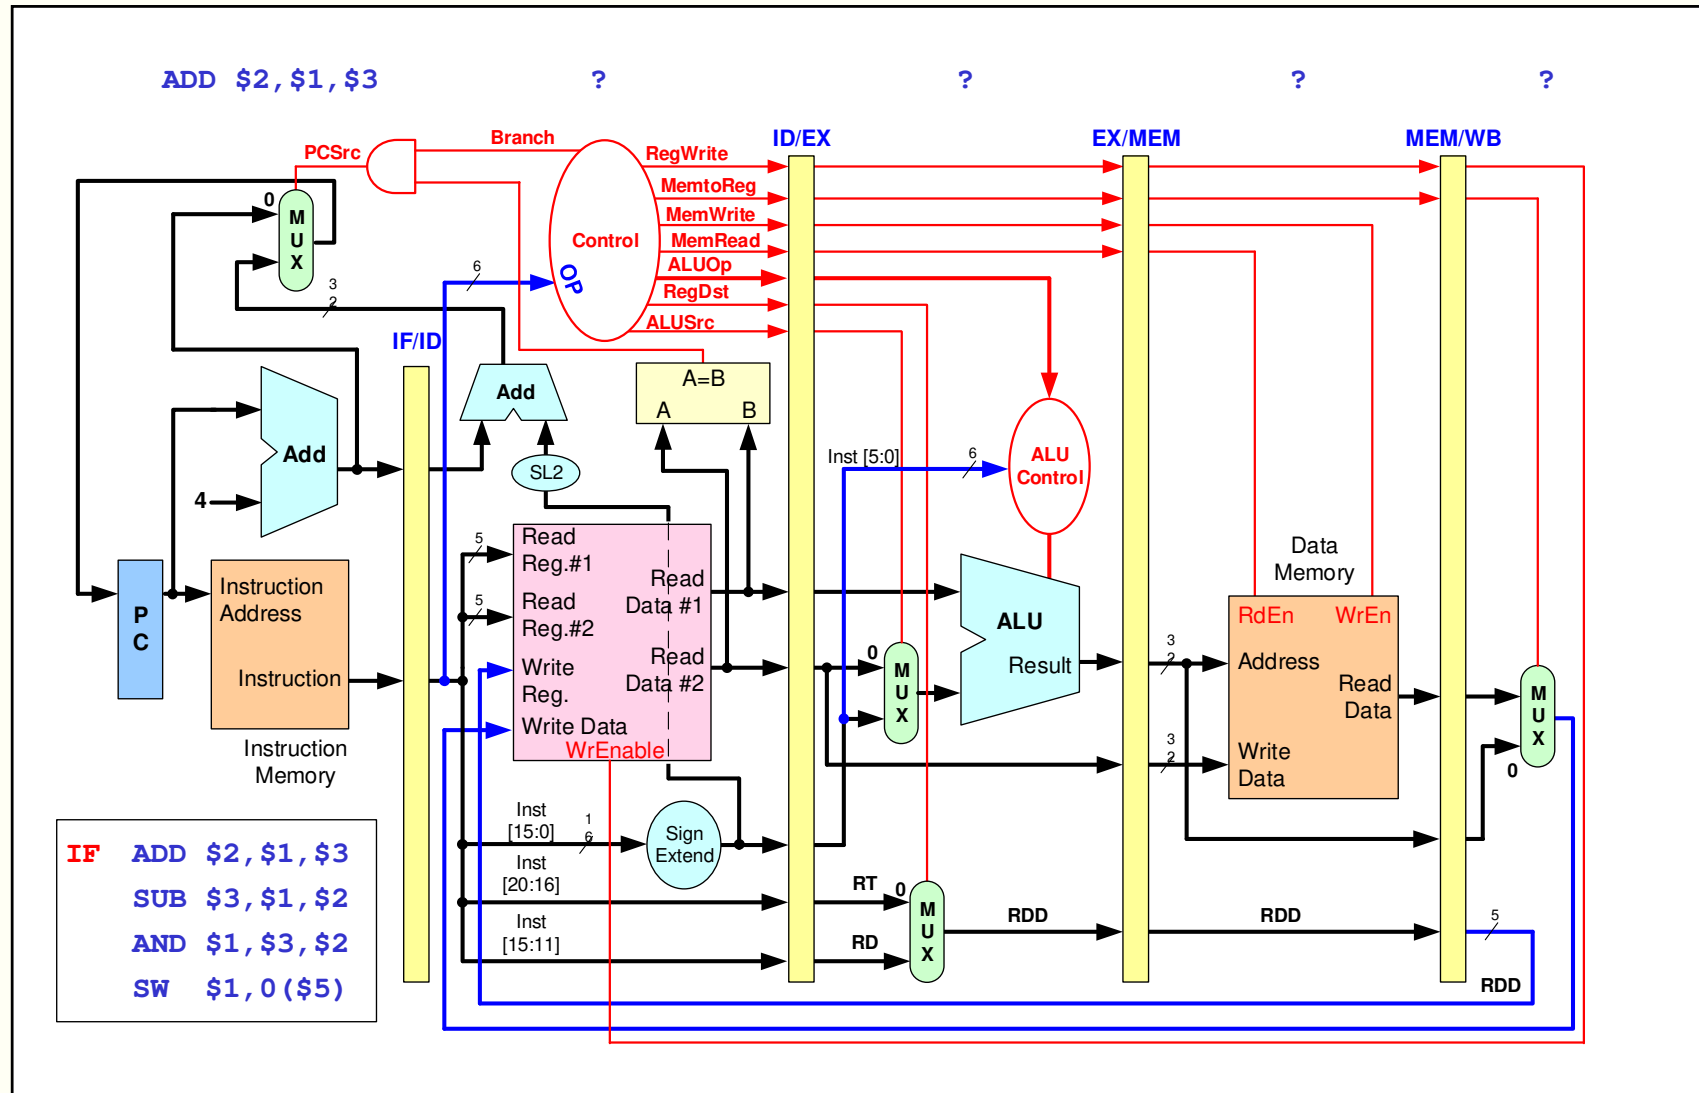 ADD $2,$1,$3 ? ? ? ?
ID/EX EX/MEM MEM/WB
Branch
PCSrc
RegWrite
MemtoReg
MemWrite
MemRead
ALUOp
RegDst
ALUSrc
Control
OP
0
M
U
X
6
3
2
IF/ID
Add
A=B
A B
Add
4
SL2
Inst [5:0]
6
ALU
Control
P
C
Instruction
Address
Instruction
Instruction
Memory
5
Read
Reg.#1
5
Read
Reg.#2
Write
Reg.
Write Data
WrEnable
Read
Data #1
Read
Data #2
0
M
U
X
ALU
Result
3
2
3
2
Data
Memory
RdEn WrEn
Address
Read
Data
Write
Data
M
U
X
0
Inst
[15:0]
1
6
Sign
Extend
Inst
[20:16]
Inst
[15:11]
RT
0
RD
M
U
X
RDD
RDD
5
RDD
IF ADD $2,$1,$3
SUB $3,$1,$2
AND $1,$3,$2
SW $1,0($5)